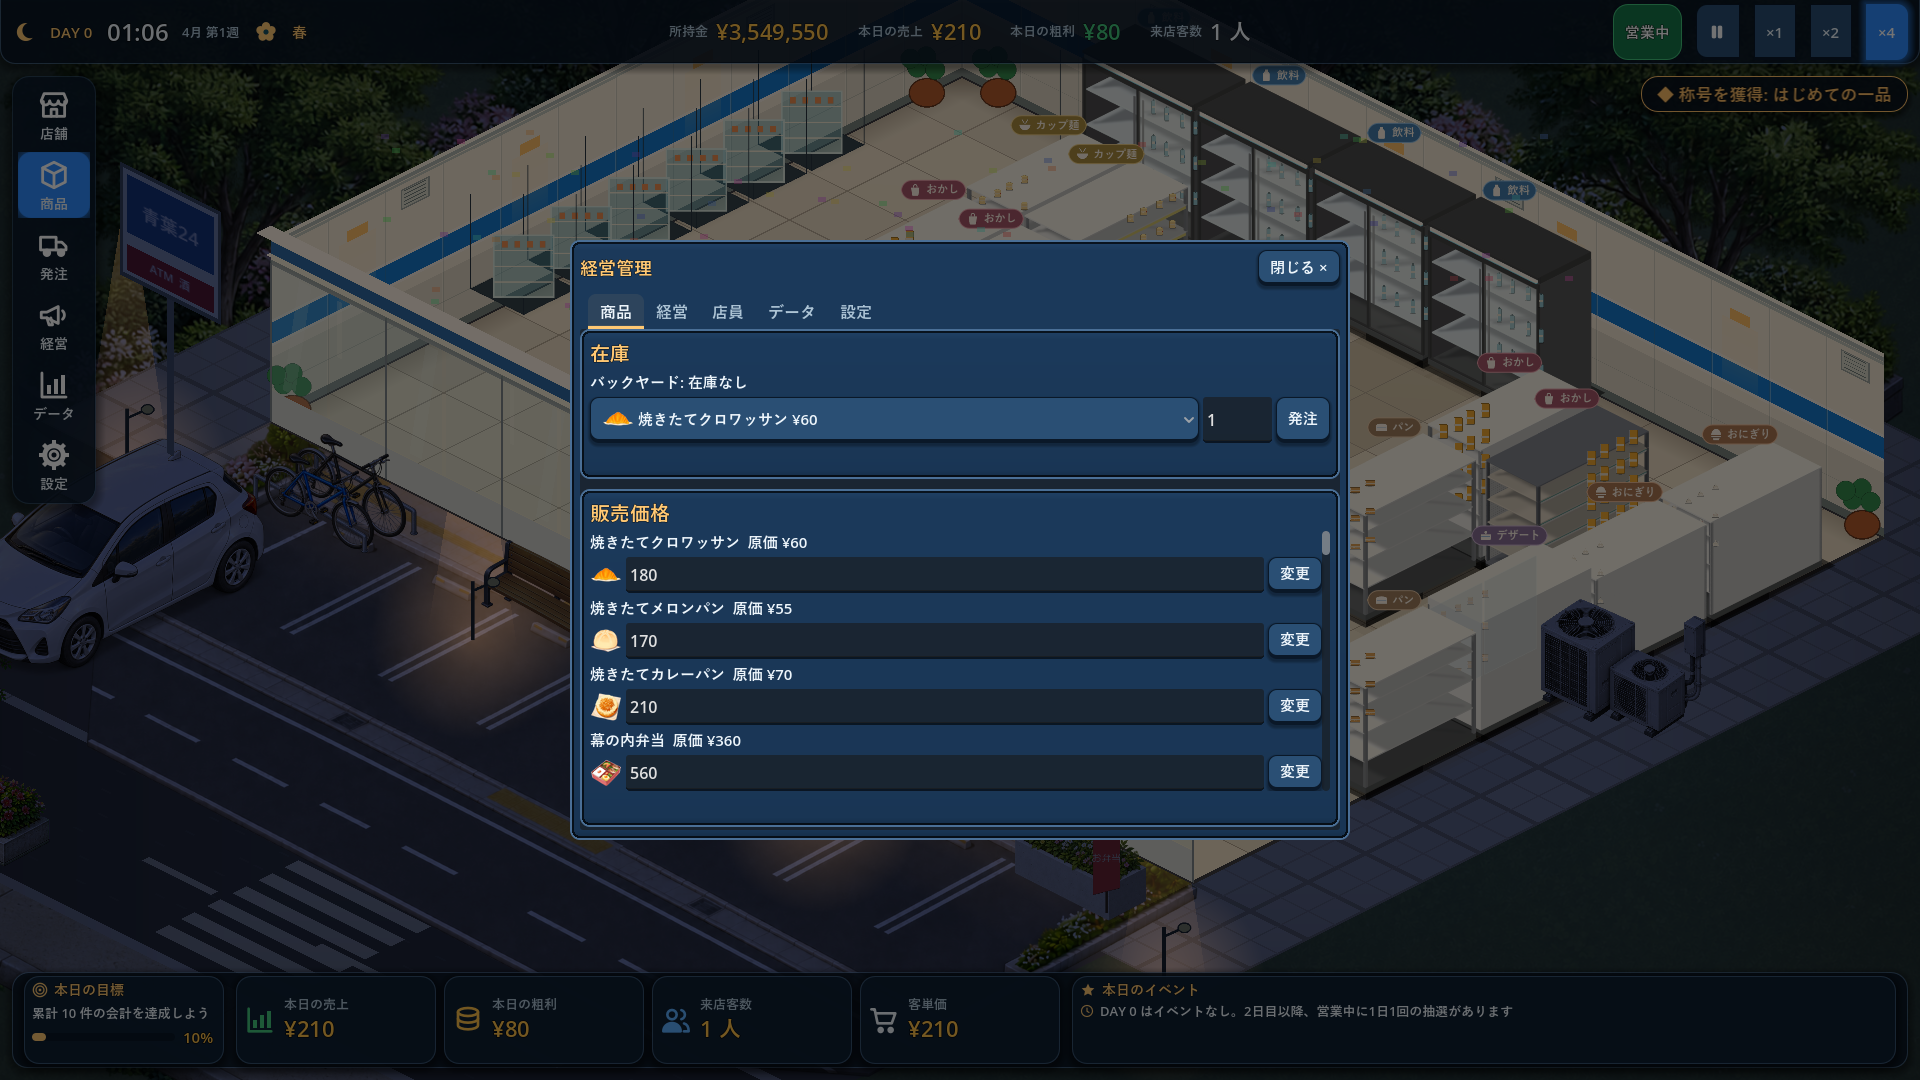 DAY 0 01:06 4月 第1週 春
所持金 ¥3,549,550 本日の売上 ¥210 本日の粗利 ¥80 来店客数 1 人
営業中 ×1 ×2 ×4
◆ 称号を獲得: はじめての一品
店舗
商品
発注
経営
データ
設定
青葉24
ATM
飲料
カップ麺
飲料
カップ麺
おかし
飲料
おかし
おかし
おかし
パン
おにぎり
おにぎり
デザート
パン
お弁当
経営管理
閉じる ×
商品 経営 店員 データ 設定
在庫
バックヤード: 在庫なし
焼きたてクロワッサン ¥60 1 発注
販売価格
焼きたてクロワッサン 原価 ¥60
180 変更
焼きたてメロンパン 原価 ¥55
170 変更
焼きたてカレーパン 原価 ¥70
210 変更
幕の内弁当 原価 ¥360
560 変更
本日の目標
累計 10 件の会計を達成しよう
10%
本日の売上
¥210
本日の粗利
¥80
来店客数
1 人
客単価
¥210
本日のイベント
DAY 0 はイベントなし。2日目以降、営業中に1日1回の抽選があります